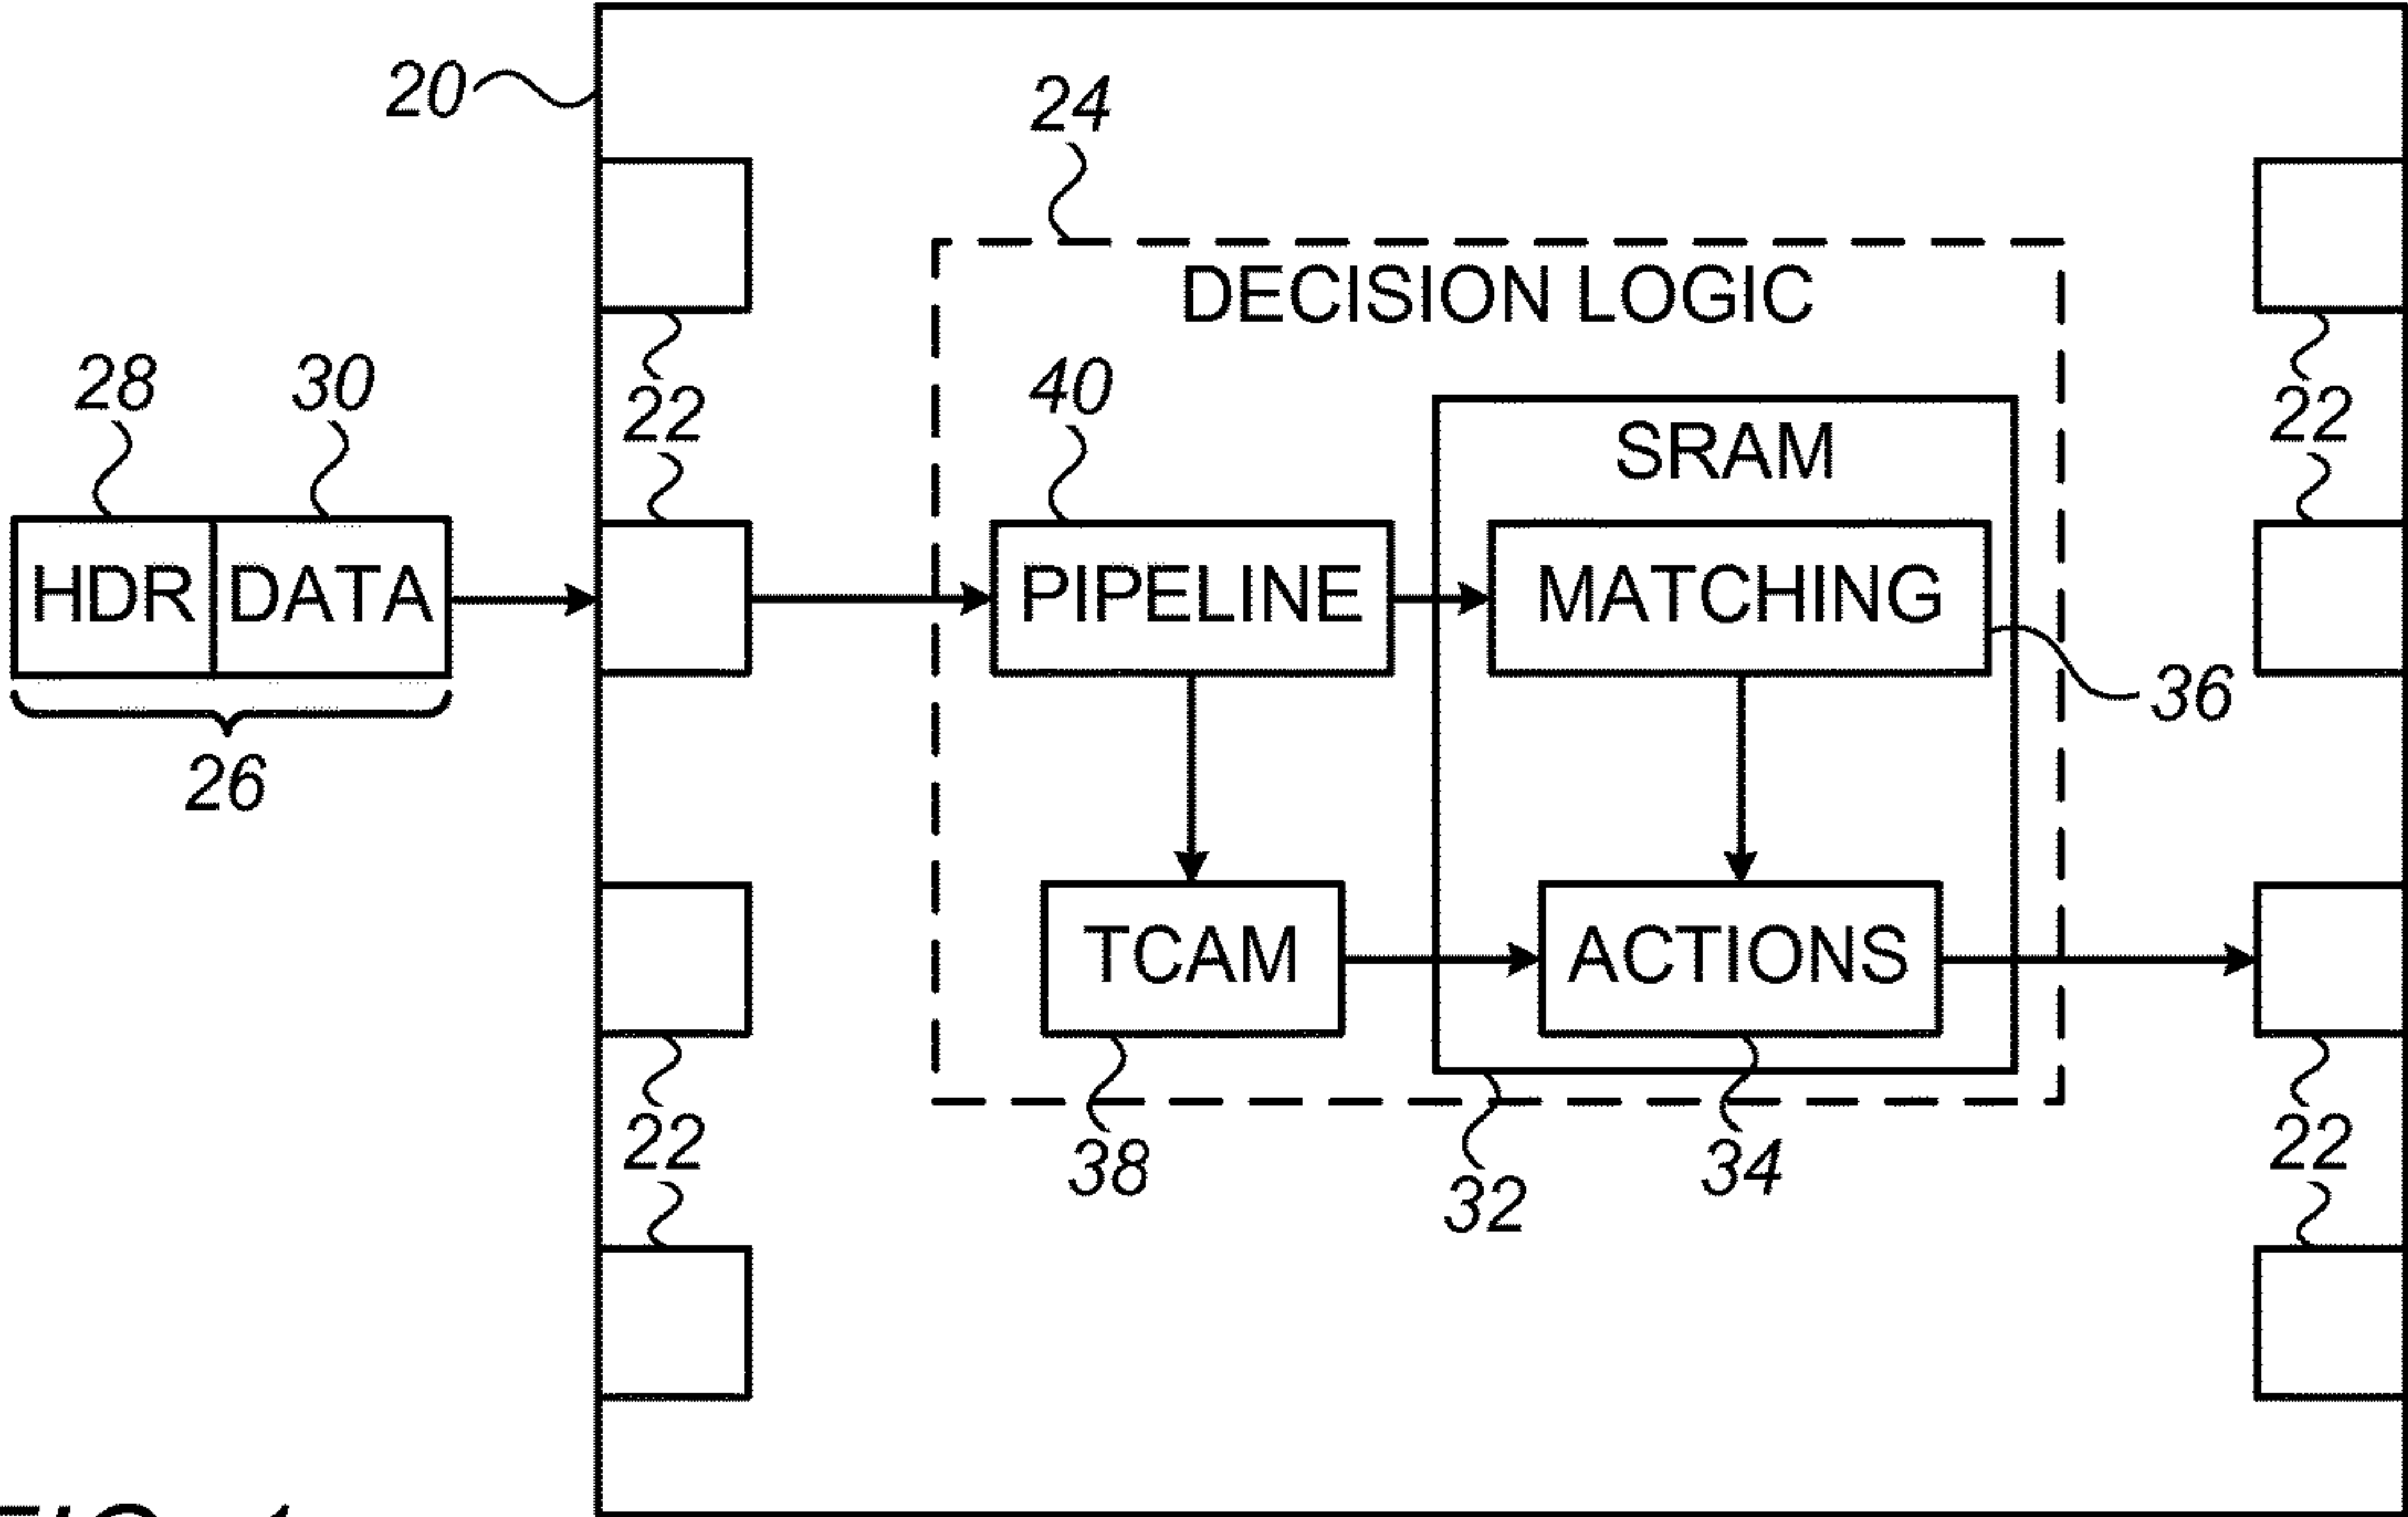 20
24
DECISION LOGIC
28
30
22
40
SRAM
22
HDR
DATA
PIPELINE
MATCHING
36
26
TCAM
ACTIONS
22
38
32
34
22